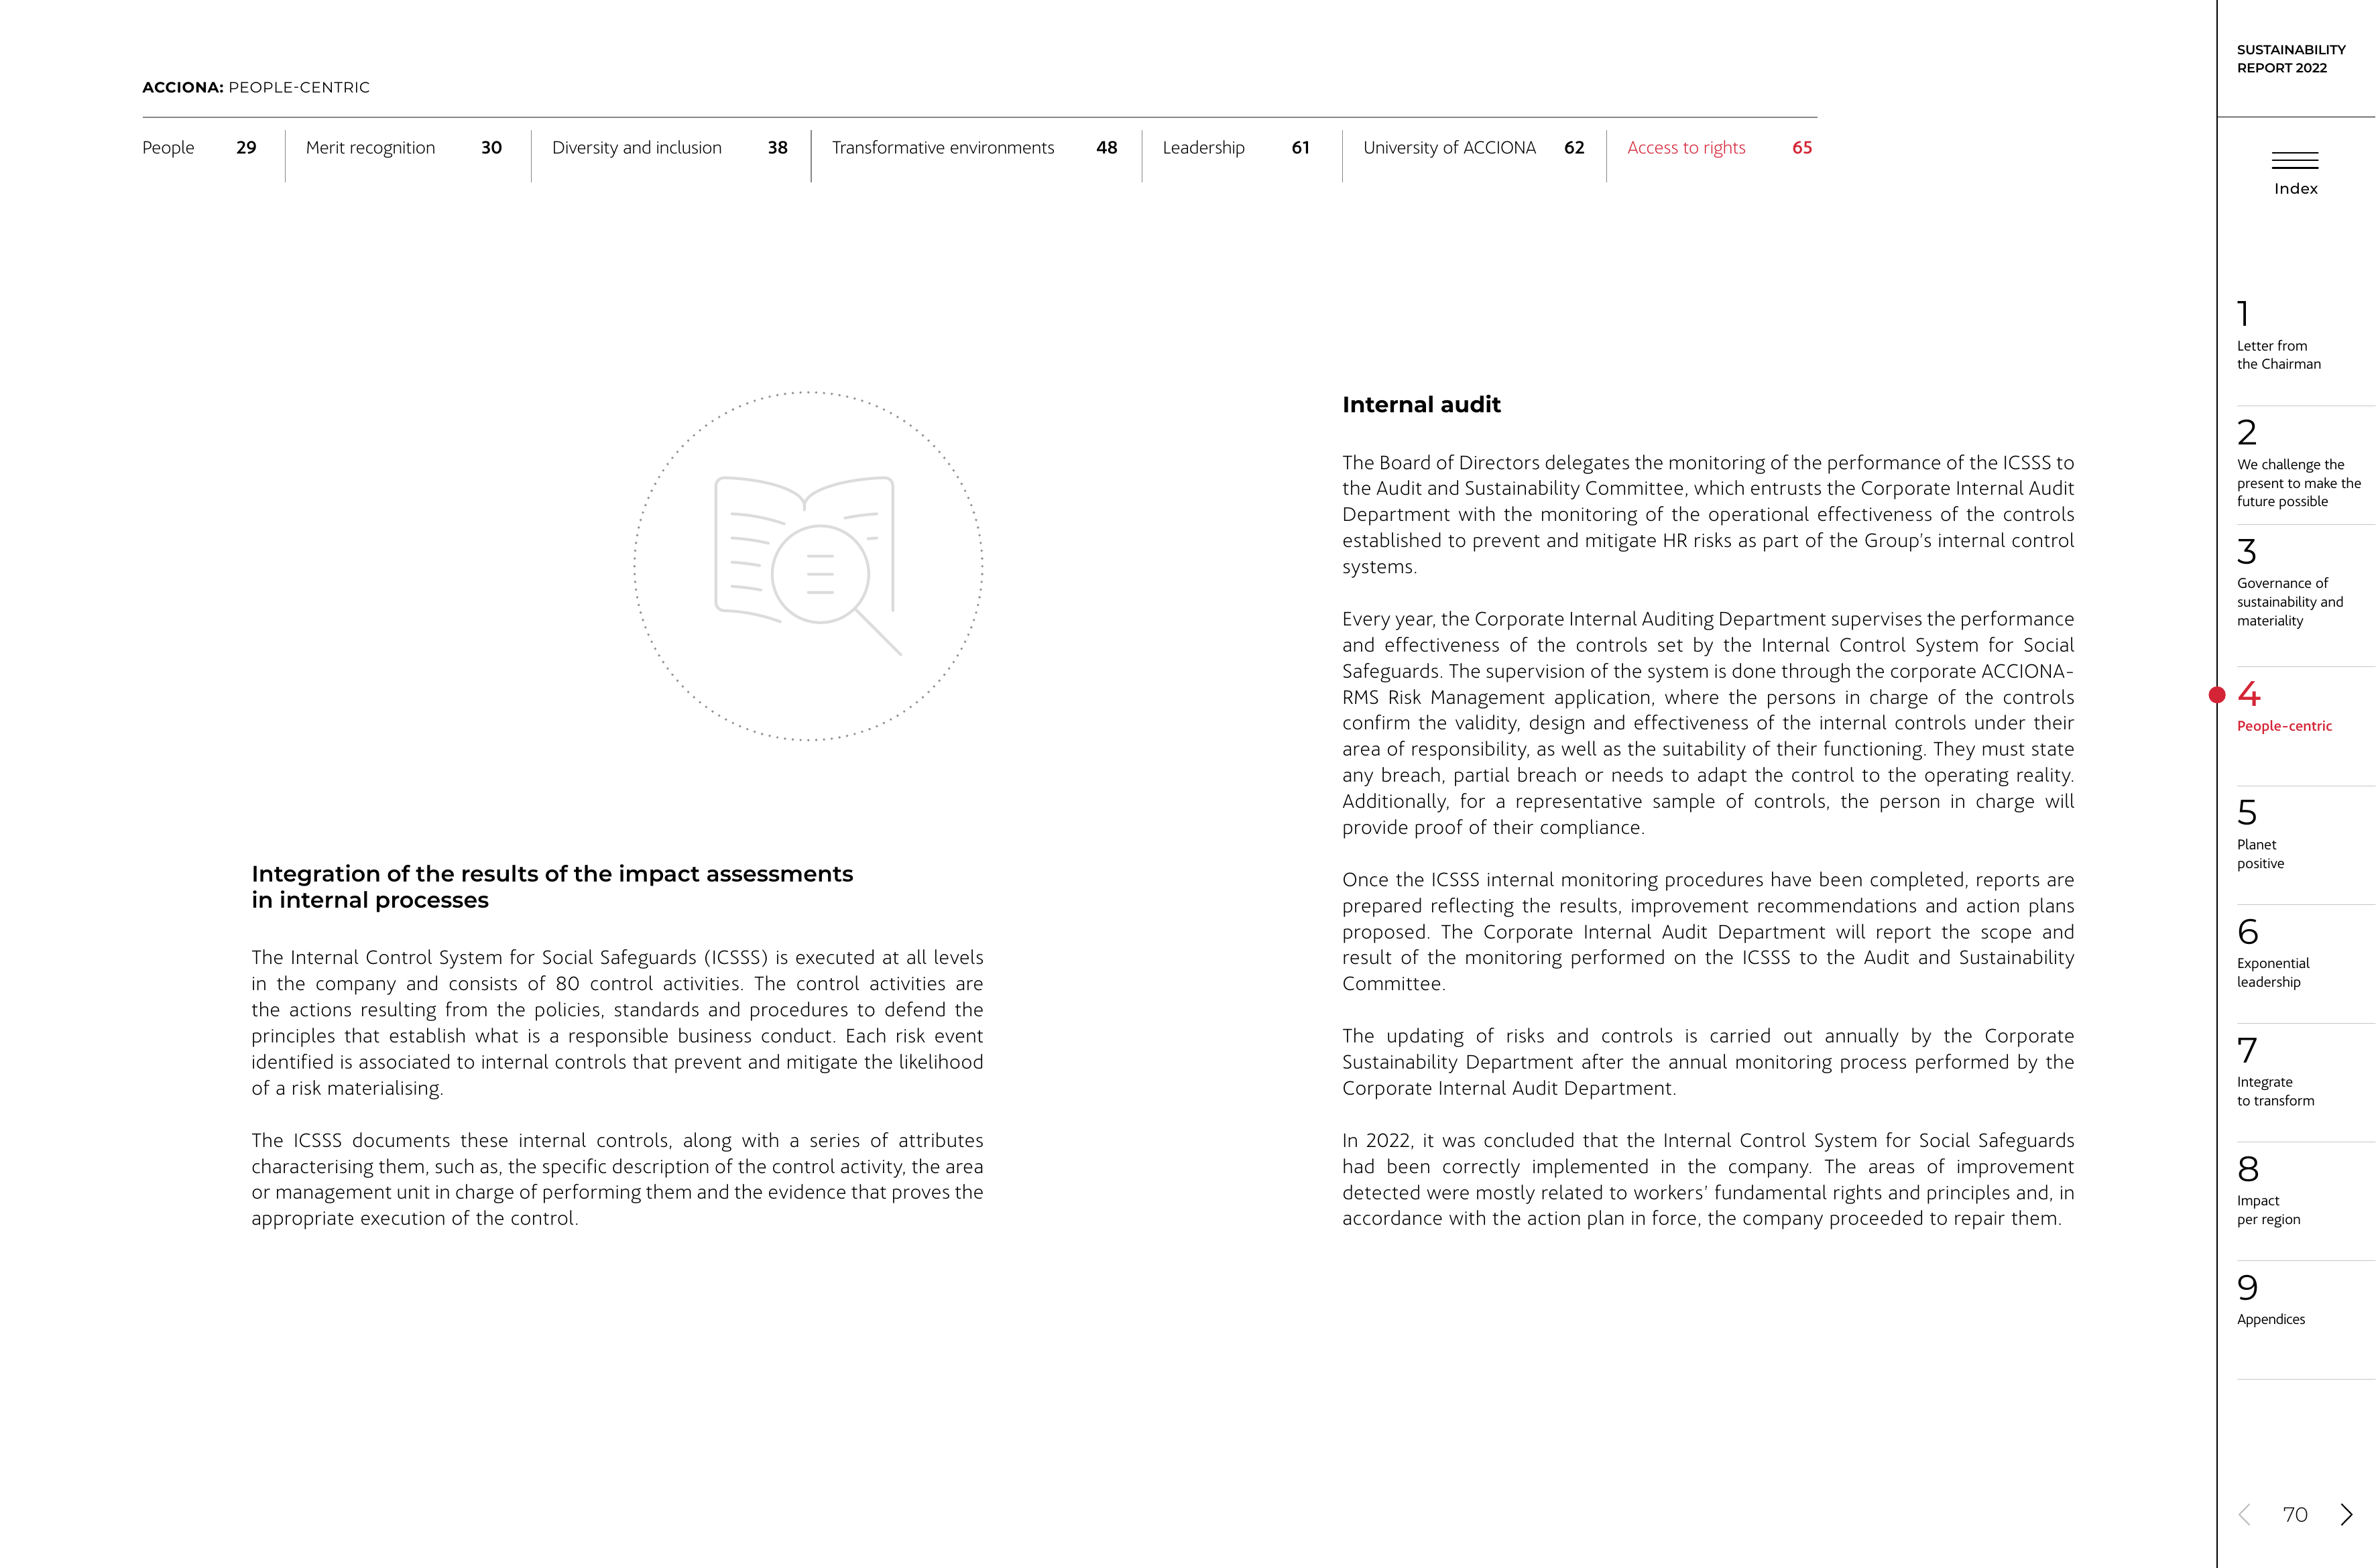 ACCIONA: PEOPLE-CENTRIC
People 29 Merit recognition 30 Diversity and inclusion 38 Transformative environments 48 Leadership 61 University of ACCIONA 62 Access to rights 65
Integration of the results of the impact assessments
in internal processes
The Internal Control System for Social Safeguards (ICSSS) is executed at all levels
in the company and consists of 80 control activities. The control activities are
the actions resulting from the policies, standards and procedures to defend the
principles that establish what is a responsible business conduct. Each risk event
identified is associated to internal controls that prevent and mitigate the likelihood
of a risk materialising.
The ICSSS documents these internal controls, along with a series of attributes
characterising them, such as, the specific description of the control activity, the area
or management unit in charge of performing them and the evidence that proves the
appropriate execution of the control.
Internal audit
The Board of Directors delegates the monitoring of the performance of the ICSSS to
the Audit and Sustainability Committee, which entrusts the Corporate Internal Audit
Department with the monitoring of the operational effectiveness of the controls
established to prevent and mitigate HR risks as part of the Group's internal control
systems.
Every year, the Corporate Internal Auditing Department supervises the performance
and effectiveness of the controls set by the Internal Control System for Social
Safeguards. The supervision of the system is done through the corporate ACCIONA-
RMS Risk Management application, where the persons in charge of the controls
confirm the validity, design and effectiveness of the internal controls under their
area of responsibility, as well as the suitability of their functioning. They must state
any breach, partial breach or needs to adapt the control to the operating reality.
Additionally, for a representative sample of controls, the person in charge will
provide proof of their compliance.
Once the ICSSS internal monitoring procedures have been completed, reports are
prepared reflecting the results, improvement recommendations and action plans
proposed. The Corporate Internal Audit Department will report the scope and
result of the monitoring performed on the ICSSS to the Audit and Sustainability
Committee.
The updating of risks and controls is carried out annually by the Corporate
Sustainability Department after the annual monitoring process performed by the
Corporate Internal Audit Department.
In 2022, it was concluded that the Internal Control System for Social Safeguards
had been correctly implemented in the company. The areas of improvement
detected were mostly related to workers' fundamental rights and principles and, in
accordance with the action plan in force, the company proceeded to repair them.
SUSTAINABILITY
REPORT 2022
Index
1
Letter from
the Chairman
2
We challenge the
present to make the
future possible
3
Governance of
sustainability and
materiality
4
People-centric
5
Planet
positive
6
Exponential
leadership
7
Integrate
to transform
8
Impact
per region
9
Appendices
70